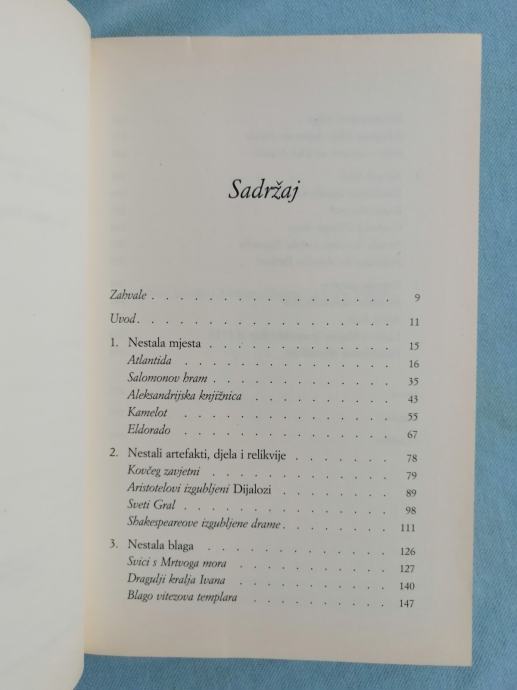 Sadržaj
Zahvale . . . . . . . . . . . . . . 9
Uvod . . . . . . . . . . . . . . 11
1. Nestala mjesta . . . . . . . . . . . 15
Atlantida . . . . . . . . . . . . 16
Salomonov hram . . . . . . . . . . . 35
Aleksandrijska knjižnica . . . . . . . . . 43
Kamelot . . . . . . . . . . . . 55
Eldorado . . . . . . . . . . . . 67
2. Nestali artefakti, djela i relikvije . . . . . . . 78
Kovčeg zavjetni . . . . . . . . . . . 79
Aristotelovi izgubljeni Dijalozi . . . . . . . 89
Sveti Gral . . . . . . . . . . . . 98
Shakespeareove izgubljene drame . . . . . . . 111
3. Nestala blaga . . . . . . . . . . . 126
Svici s Mrtvoga mora . . . . . . . . . . 127
Dragulji kralja Ivana . . . . . . . . . . 140
Blago vitezova templara . . . . . . . . . 147